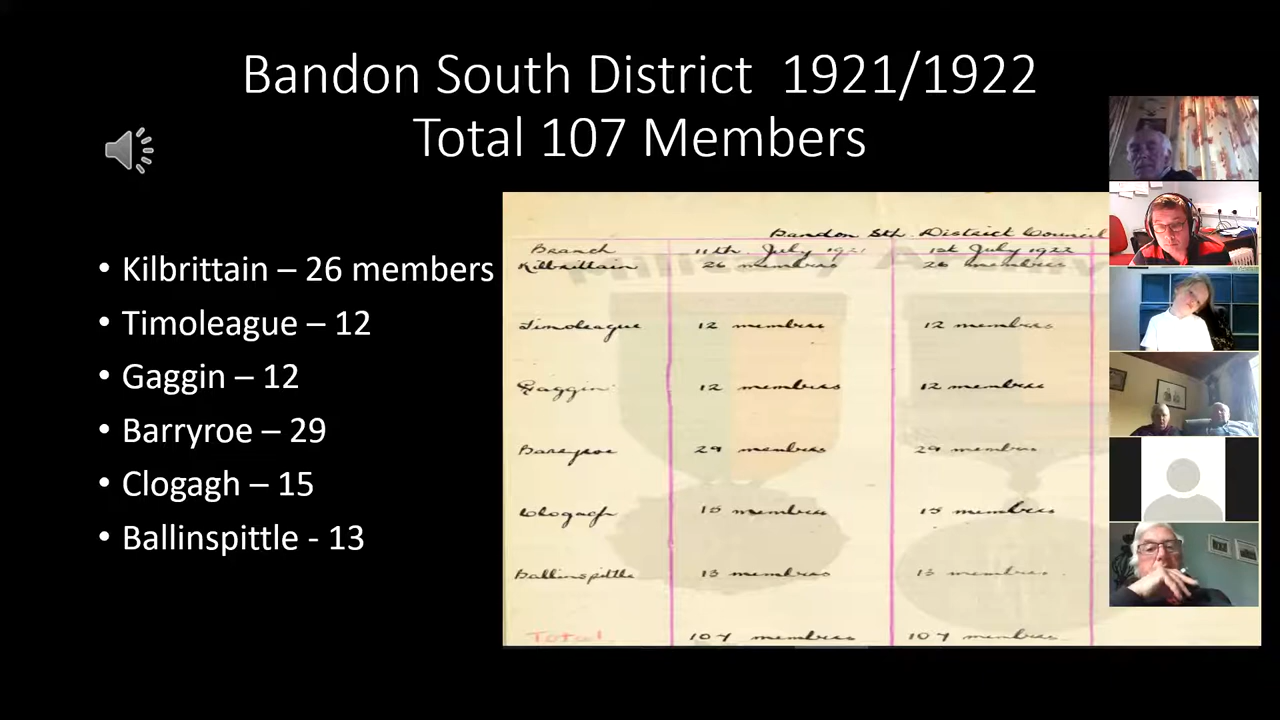 Bandon South District 1921/1922
Total 107 Members
• Kilbrittain – 26 members
• Timoleague – 12
• Gaggin – 12
• Barryroe – 29
• Clogagh – 15
• Ballinspittle - 13
Bandon Sth. District Council
Branch 11th. July 1921 1st July 1922
Kilbrittain 26 members 26 members
Timoleague 12 members 12 members
Gaggin 12 members 12 members
Barryroe 29 members 29 members
Clogagh 15 members 15 members
Ballinspittle 13 members 13 members
Total 107 members 107 members